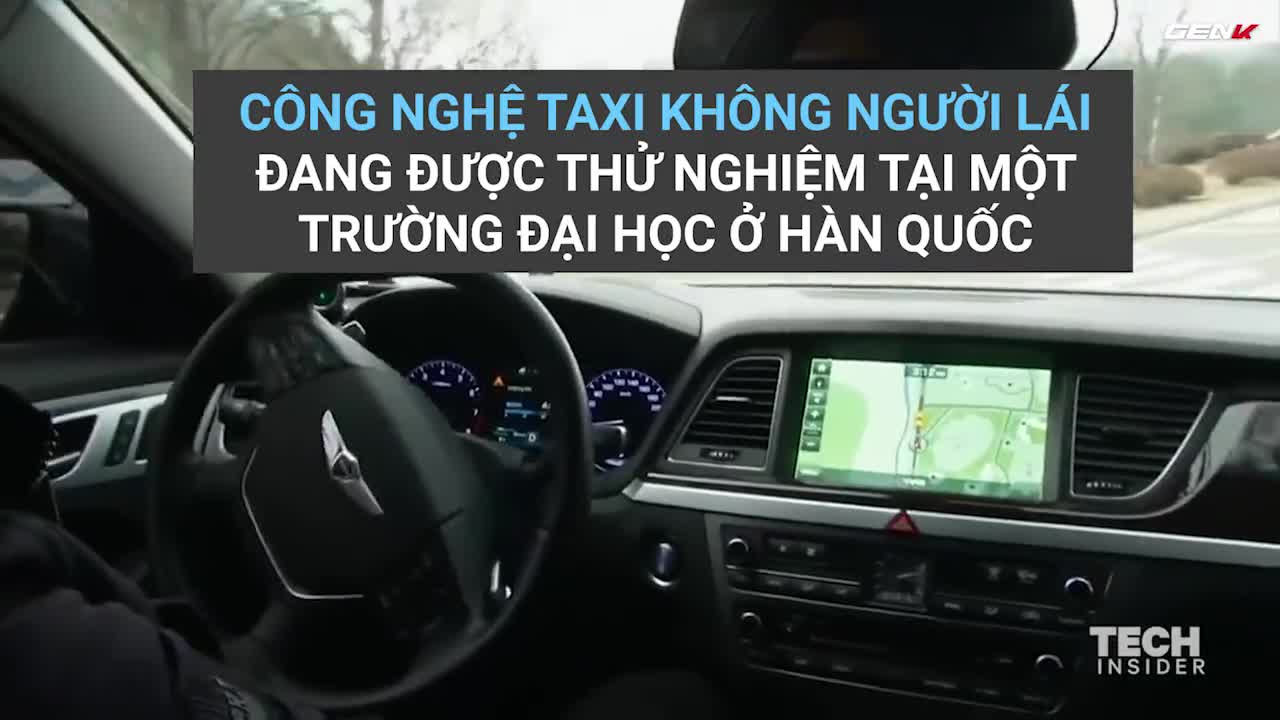 GENK
CÔNG NGHỆ TAXI KHÔNG NGƯỜI LÁI
ĐANG ĐƯỢC THỬ NGHIỆM TẠI MỘT
TRƯỜNG ĐẠI HỌC Ở HÀN QUỐC
TECH
INSIDER